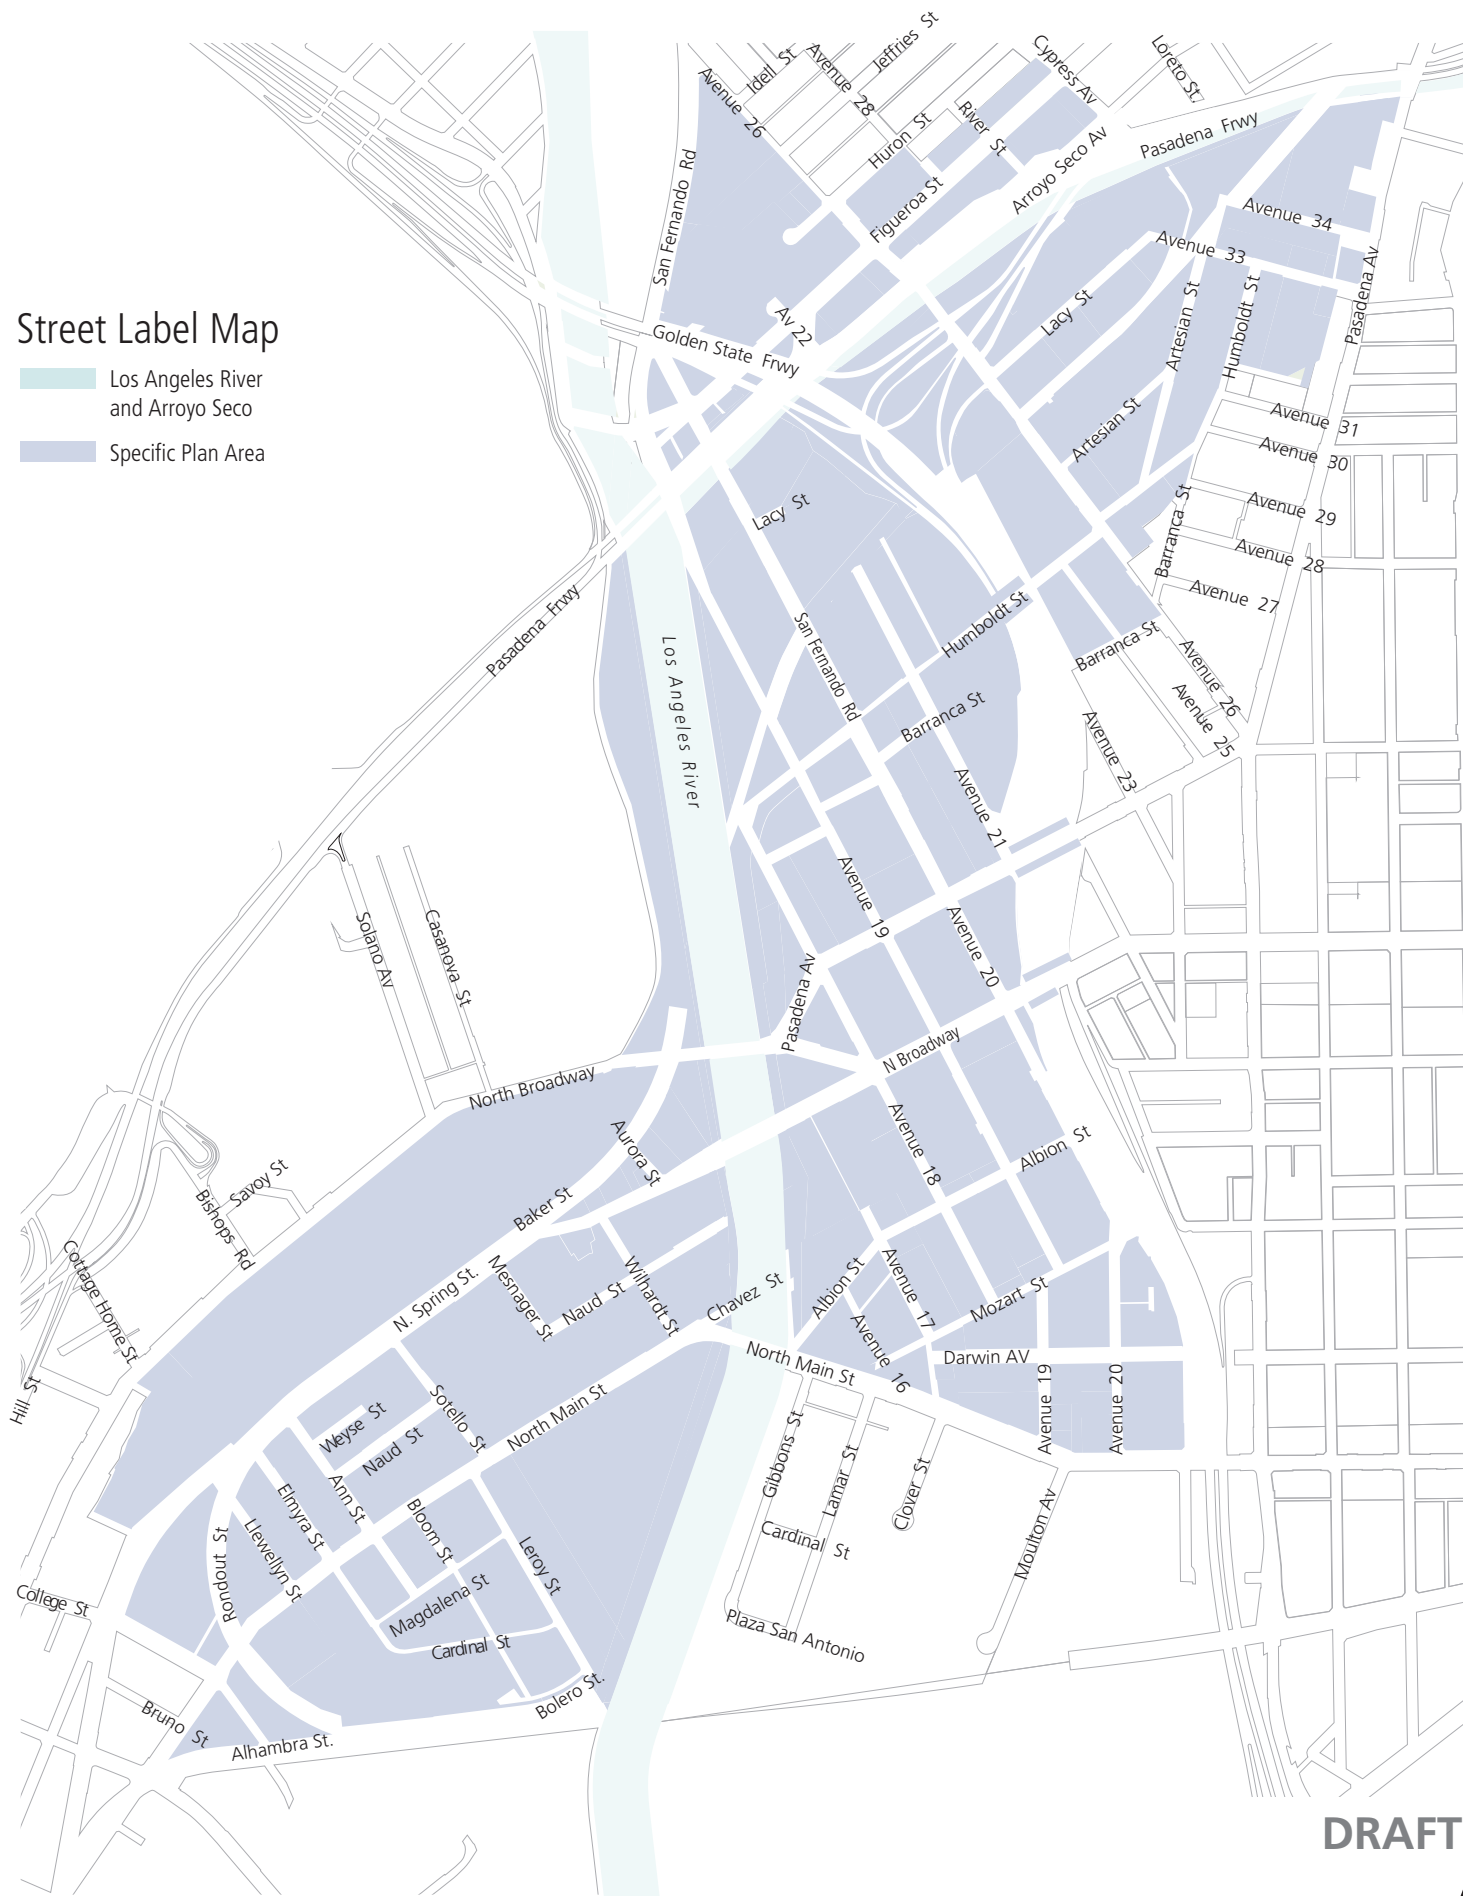 Street Label Map
Los Angeles River
and Arroyo Seco
Specific Plan Area
Avenue 26
Idell St
Avenue 28
Jeffries St
Cypress Av
Loreto St.
Huron St
River St
Figueroa St
Arroyo Seco Av
Pasadena Frwy
San Fernando Rd
Avenue 34
Avenue 33
Pasadena Av
Av 22
Golden State Frwy
Lacy St
Artesian St
Humboldt St
Artesian St
Avenue 31
Avenue 30
Avenue 29
Avenue 28
Avenue 27
Barranca St
Lacy St
Pasadena Frwy
Los Angeles River
San Fernando Rd
Humboldt St
Barranca St
Barranca St
Avenue 26
Avenue 25
Avenue 23
Avenue 21
Avenue 19
Avenue 20
Solano Av
Casanova St
Pasadena Av
N Broadway
North Broadway
Avenue 18
Albion St
Aurora St
Baker St
Savoy St
Bishops Rd
Cottage Home St
Hill St
N. Spring St.
Mesnager St
Naud St
Wilhardt St
Chavez St
Albion St
Avenue 17
Mozart St
Avenue 16
North Main St
Darwin AV
Avenue 19
Avenue 20
Weyse St
Naud St
Sotello St
North Main St
Gibbons St
Lamar St
Clover St
Moulton Av
Cardinal St
Plaza San Antonio
Ann St
Elmyra St
Llewellyn St
Rondout St
Bloom St
Leroy St
Magdalena St
Cardinal St
Bolero St.
College St
Bruno St
Alhambra St.
DRAFT